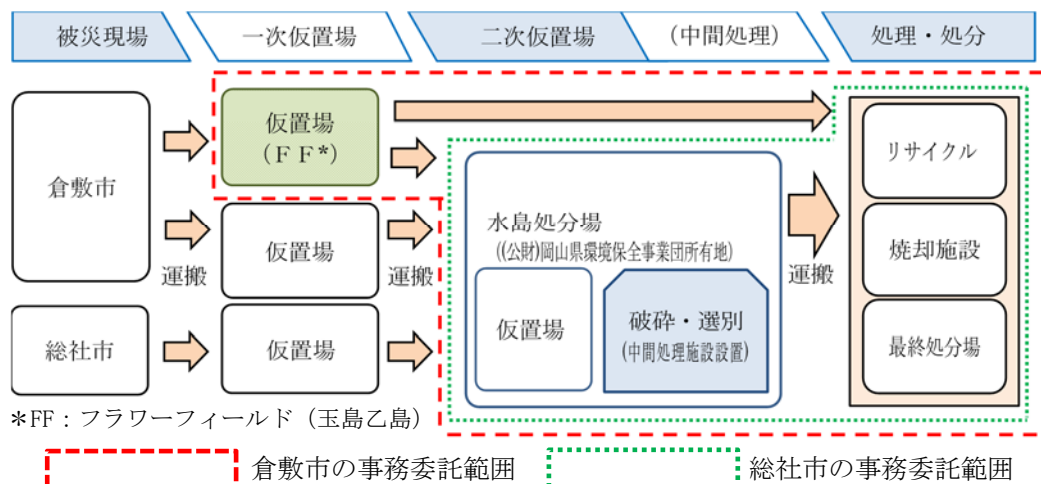 被災現場
一次仮置場
二次仮置場
(中間処理)
処理・処分
倉敷市
総社市
仮置場
(ＦＦ*)
仮置場
仮置場
運搬
運搬
水島処分場
((公財)岡山県環境保全事業団所有地)
仮置場
破砕・選別
(中間処理施設設置)
運搬
リサイクル
焼却施設
最終処分場
*FF：フラワーフィールド（玉島乙島）
倉敷市の事務委託範囲
総社市の事務委託範囲